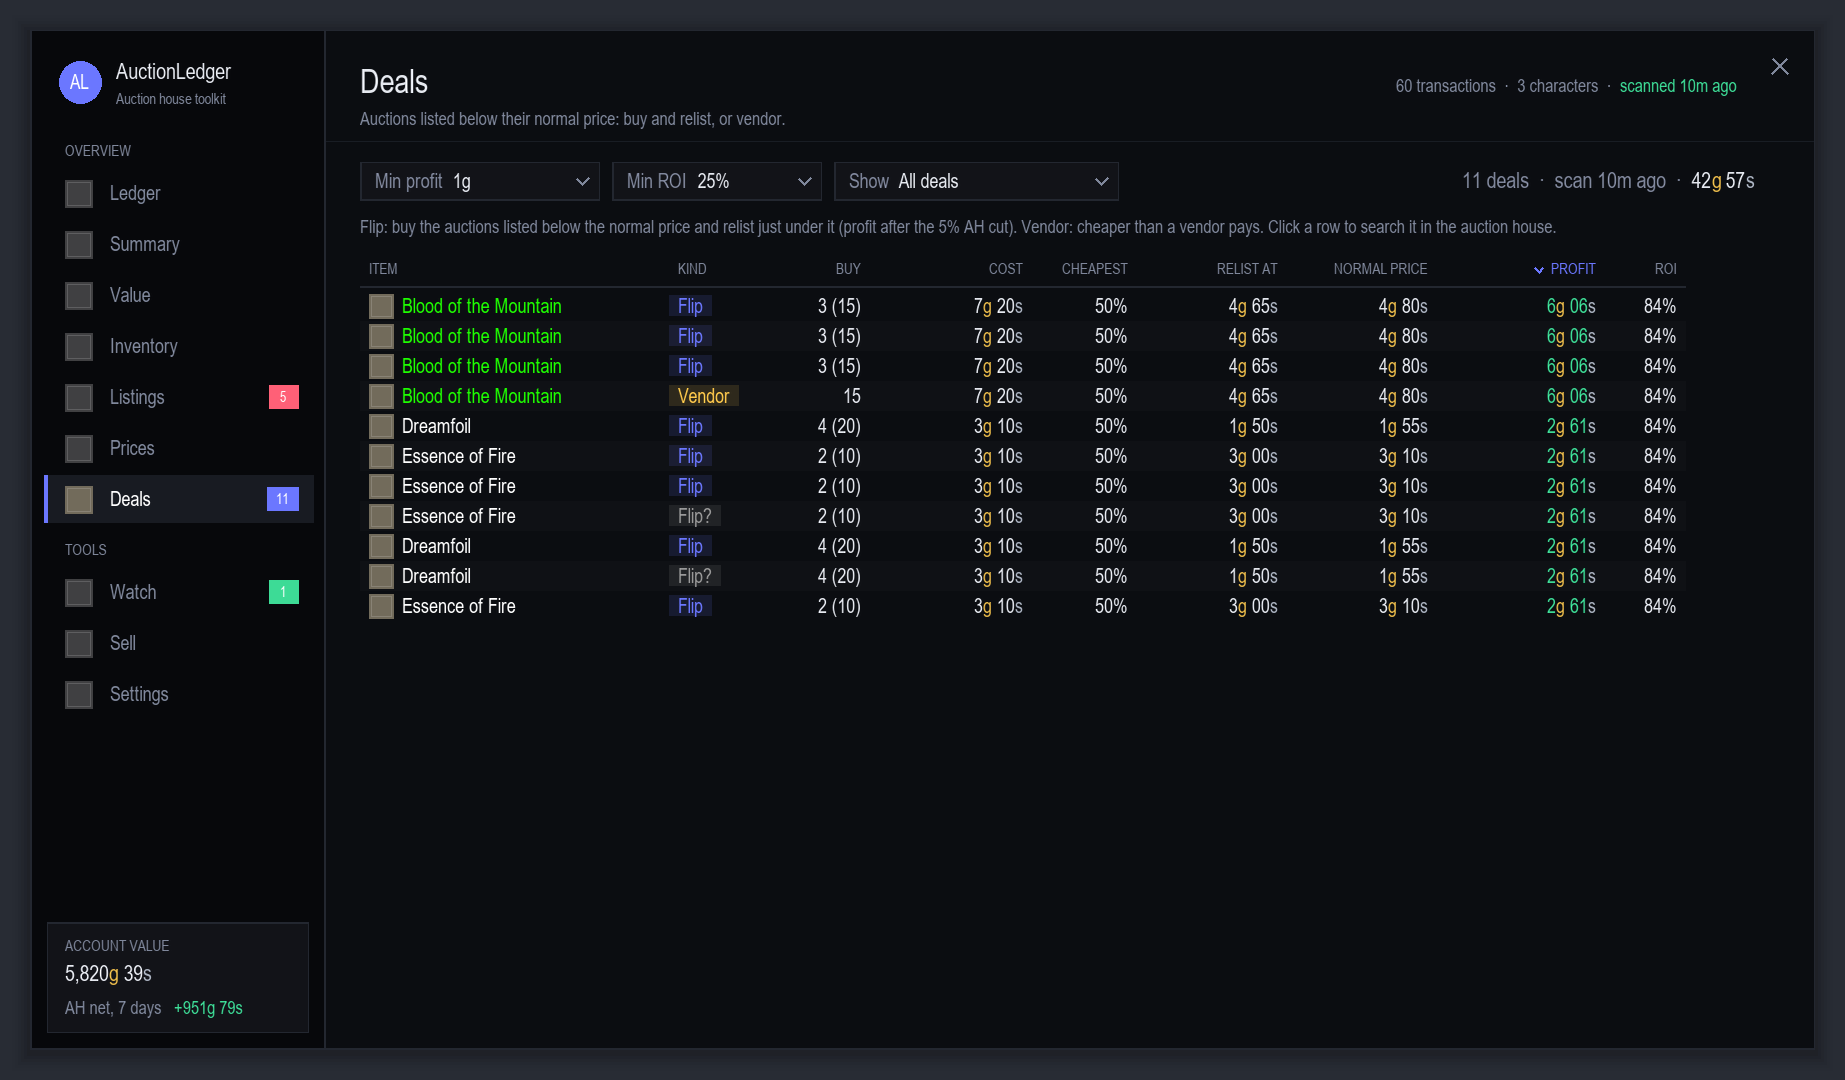 AL
AuctionLedger
Auction house toolkit
OVERVIEW
Ledger
Summary
Value
Inventory
Listings 5
Prices
Deals 11
TOOLS
Watch 1
Sell
Settings
ACCOUNT VALUE
5,820g 39s
AH net, 7 days +951g 79s
Deals
60 transactions · 3 characters · scanned 10m ago
Auctions listed below their normal price: buy and relist, or vendor.
Min profit 1g Min ROI 25% Show All deals 11 deals · scan 10m ago · 42g 57s
Flip: buy the auctions listed below the normal price and relist just under it (profit after the 5% AH cut). Vendor: cheaper than a vendor pays. Click a row to search it in the auction house.
ITEM KIND BUY COST CHEAPEST RELIST AT NORMAL PRICE PROFIT ROI
Blood of the Mountain Flip 3 (15) 7g 20s 50% 4g 65s 4g 80s 6g 06s 84%
Blood of the Mountain Flip 3 (15) 7g 20s 50% 4g 65s 4g 80s 6g 06s 84%
Blood of the Mountain Flip 3 (15) 7g 20s 50% 4g 65s 4g 80s 6g 06s 84%
Blood of the Mountain Vendor 15 7g 20s 50% 4g 65s 4g 80s 6g 06s 84%
Dreamfoil Flip 4 (20) 3g 10s 50% 1g 50s 1g 55s 2g 61s 84%
Essence of Fire Flip 2 (10) 3g 10s 50% 3g 00s 3g 10s 2g 61s 84%
Essence of Fire Flip 2 (10) 3g 10s 50% 3g 00s 3g 10s 2g 61s 84%
Essence of Fire Flip? 2 (10) 3g 10s 50% 3g 00s 3g 10s 2g 61s 84%
Dreamfoil Flip 4 (20) 3g 10s 50% 1g 50s 1g 55s 2g 61s 84%
Dreamfoil Flip? 4 (20) 3g 10s 50% 1g 50s 1g 55s 2g 61s 84%
Essence of Fire Flip 2 (10) 3g 10s 50% 3g 00s 3g 10s 2g 61s 84%